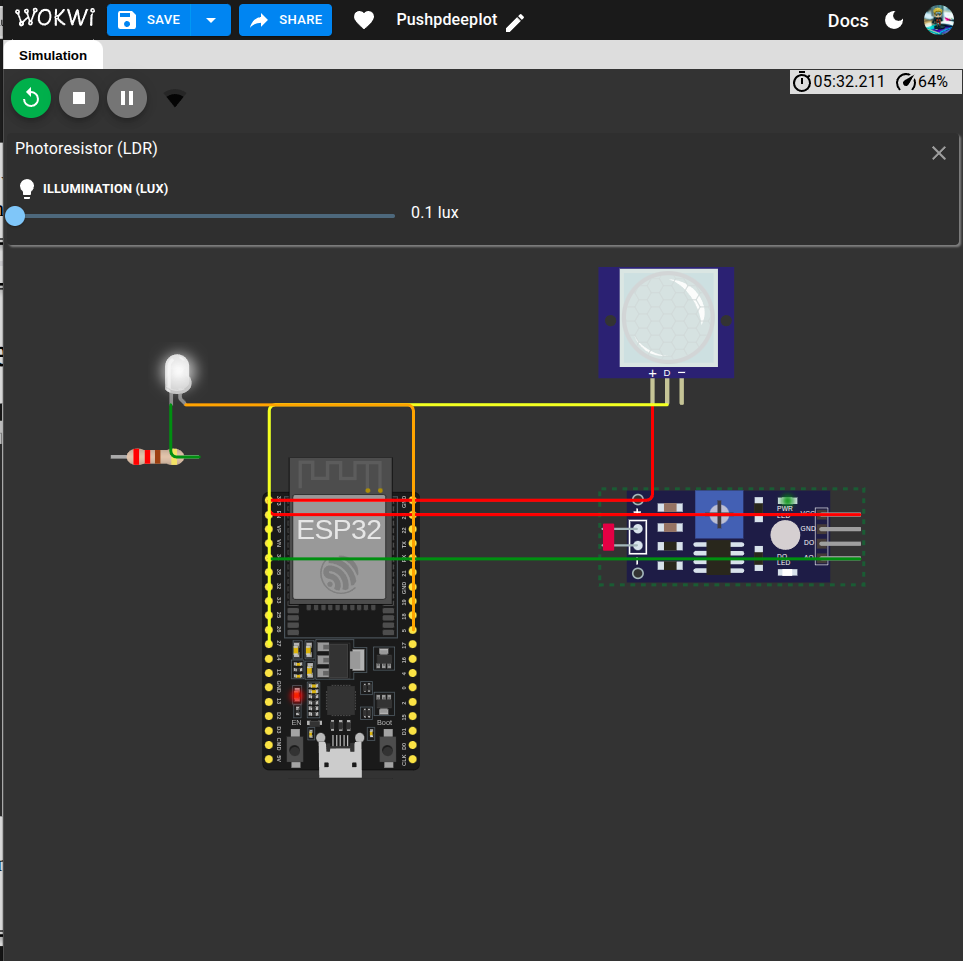 WOKWI SAVE SHARE Pushpdeeplot Docs
Simulation
05:32.211 64%
Photoresistor (LDR)
ILLUMINATION (LUX)
0.1 lux
+ D −
ESP32
PWR
LED
VCC
GND
DO
AO
DO
LED
+
-
EN
Boot